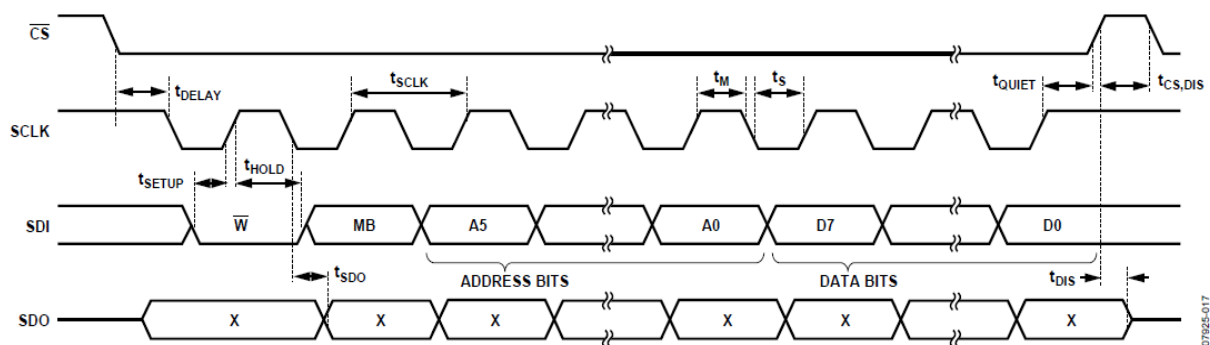 CS
tDELAY
tSCLK
tM
tS
tQUIET
tCS,DIS
SCLK
tSETUP
tHOLD
SDI
W
MB
A5
A0
D7
D0
tSDO
ADDRESS BITS
DATA BITS
tDIS
SDO
X
X
X
X
X
X
07925-017